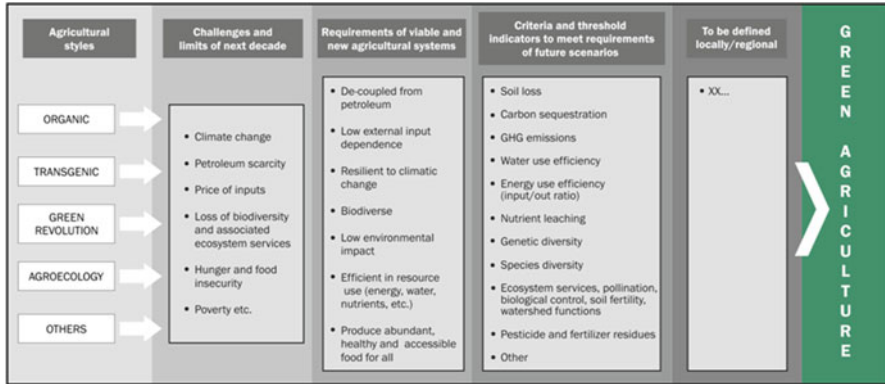 Agricultural
styles
Challenges and
limits of next decade
Requirements of viable and
new agricultural systems
Criteria and threshold
indicators to meet requirements
of future scenarios
To be defined
locally/regional
ORGANIC
TRANSGENIC
GREEN
REVOLUTION
AGROECOLOGY
OTHERS
• Climate change
• Petroleum scarcity
• Price of inputs
• Loss of biodiversity
and associated
ecosystem services
• Hunger and food
insecurity
• Poverty etc.
• De-coupled from
petroleum
• Low external input
dependence
• Resilient to climatic
change
• Biodiverse
• Low environmental
impact
• Efficient in resource
use (energy, water,
nutrients, etc.)
• Produce abundant,
healthy and accessible
food for all
• Soil loss
• Carbon sequestration
• GHG emissions
• Water use efficiency
• Energy use efficiency
(input/out ratio)
• Nutrient leaching
• Genetic diversity
• Species diversity
• Ecosystem services, pollination,
biological control, soil fertility,
watershed functions
• Pesticide and fertilizer residues
• Other
• XX...
GREEN AGRICULTURE